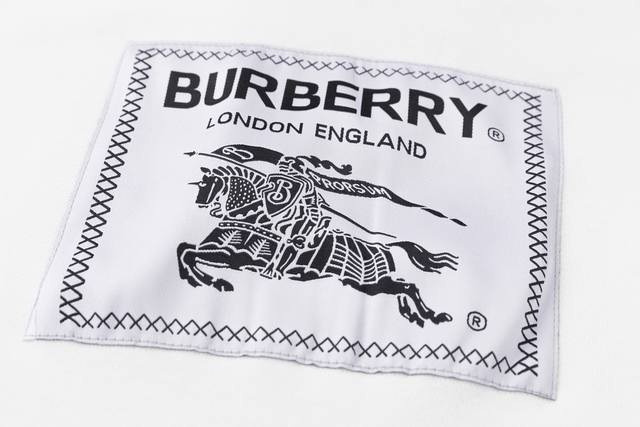 BURBERRY®
LONDON ENGLAND
PRORSUM
B
®